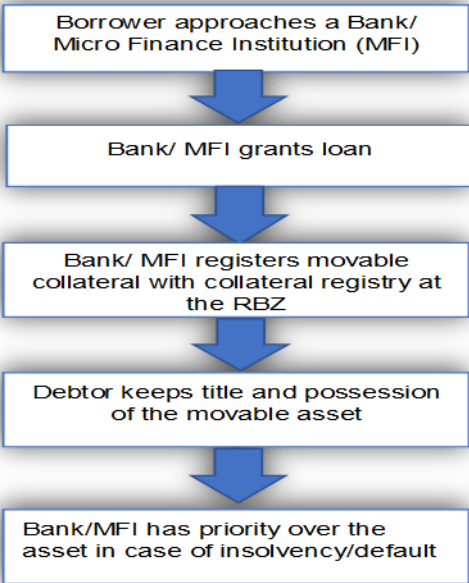 Borrower approaches a Bank/
Micro Finance Institution (MFI)
Bank/ MFI grants loan
Bank/ MFI registers movable
collateral with collateral registry at
the RBZ
Debtor keeps title and possession
of the movable asset
Bank/MFI has priority over the
asset in case of insolvency/default